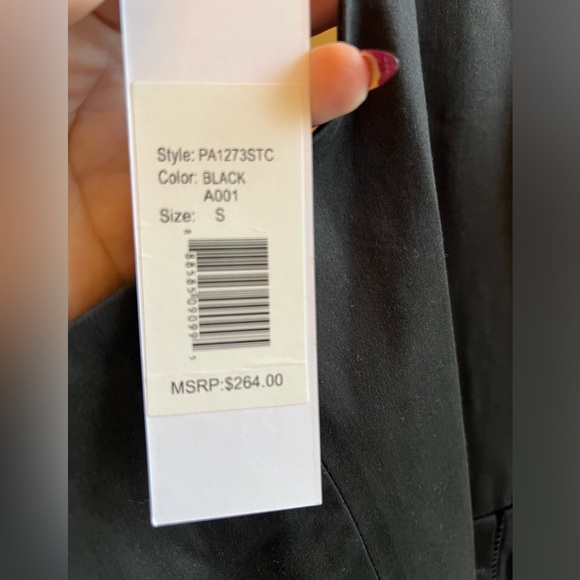 Style: PA1273STC
Color: BLACK
A001
Size: S
MSRP:$264.00